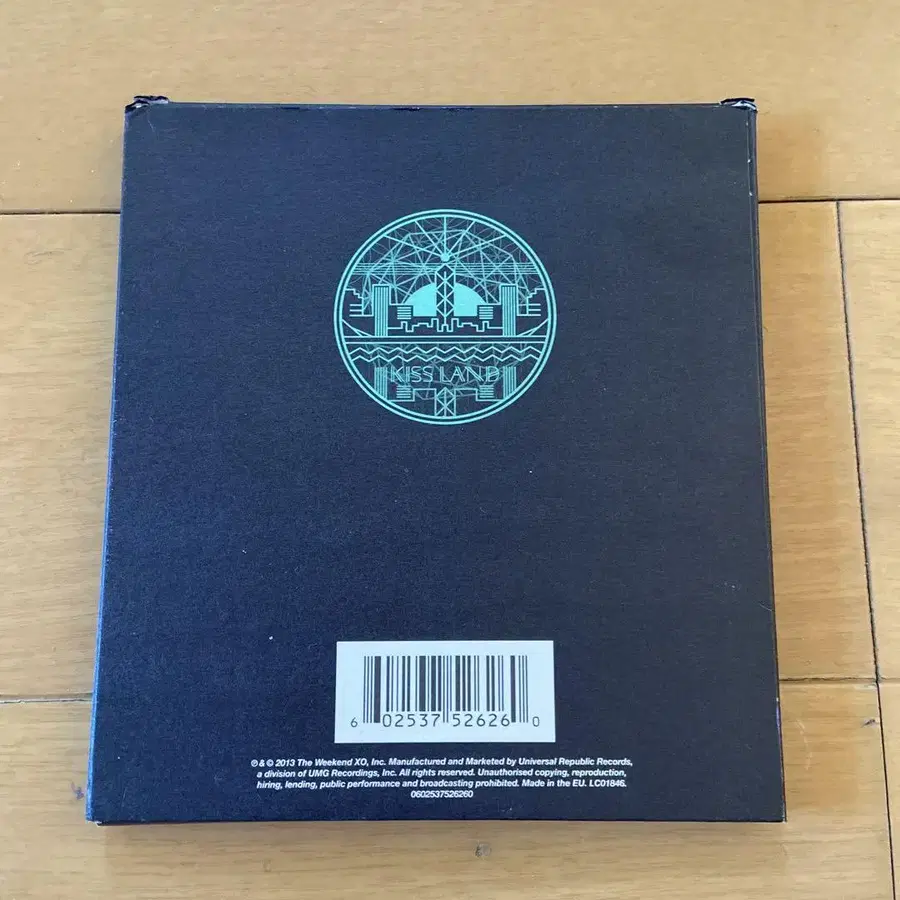 KISS LAND
6 02537 52626 0
℗ & © 2013 The Weekend XO, Inc. Manufactured and Marketed by Universal Republic Records,
a division of UMG Recordings, Inc. All rights reserved. Unauthorised copying, reproduction,
hiring, lending, public performance and broadcasting prohibited. Made in the EU. LC01846.
0602537526260